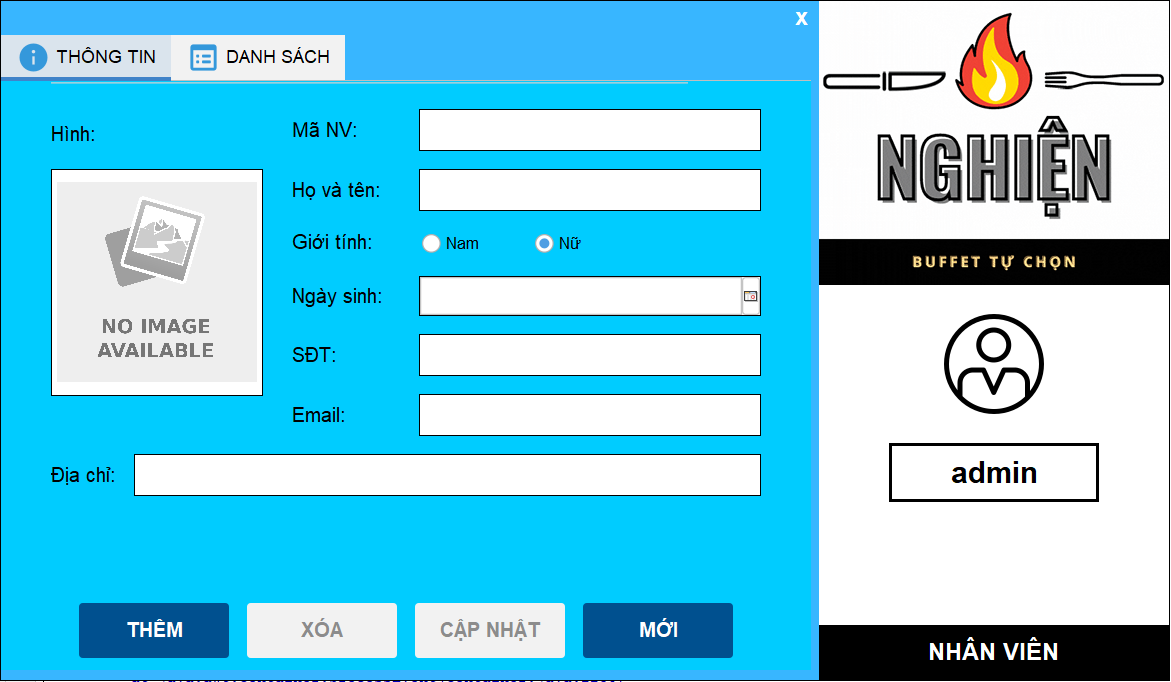 X
THÔNG TIN
DANH SÁCH
Hình:
NO IMAGE
AVAILABLE
Mã NV:
Họ và tên:
Giới tính:
Nam
Nữ
Ngày sinh:
SĐT:
Email:
Địa chỉ:
THÊM
XÓA
CẬP NHẬT
MỚI
NGHIỆN
BUFFET TỰ CHỌN
admin
NHÂN VIÊN